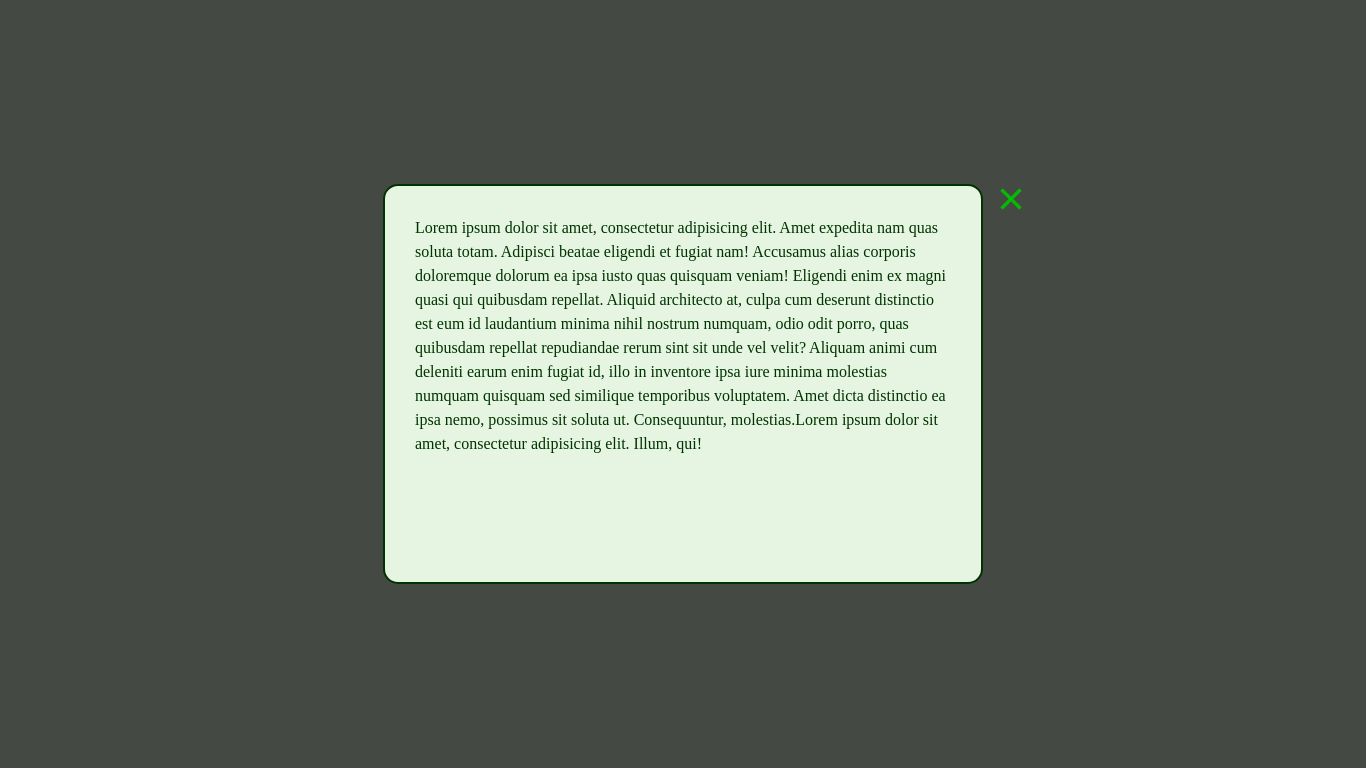 Lorem ipsum dolor sit amet, consectetur adipisicing elit. Amet expedita nam quas
soluta totam. Adipisci beatae eligendi et fugiat nam! Accusamus alias corporis
doloremque dolorum ea ipsa iusto quas quisquam veniam! Eligendi enim ex magni
quasi qui quibusdam repellat. Aliquid architecto at, culpa cum deserunt distinctio
est eum id laudantium minima nihil nostrum numquam, odio odit porro, quas
quibusdam repellat repudiandae rerum sint sit unde vel velit? Aliquam animi cum
deleniti earum enim fugiat id, illo in inventore ipsa iure minima molestias
numquam quisquam sed similique temporibus voluptatem. Amet dicta distinctio ea
ipsa nemo, possimus sit soluta ut. Consequuntur, molestias.Lorem ipsum dolor sit
amet, consectetur adipisicing elit. Illum, qui!